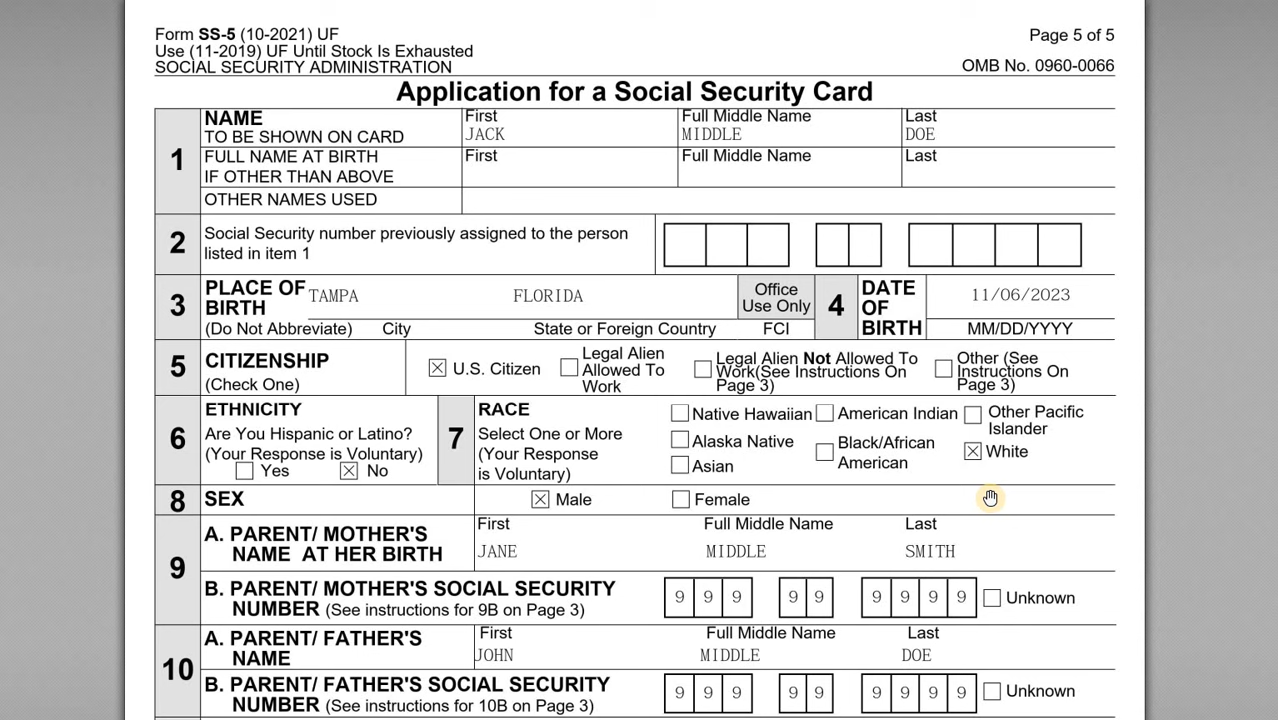 Form SS-5 (10-2021) UF Page 5 of 5
Use (11-2019) UF Until Stock Is Exhausted
SOCIAL SECURITY ADMINISTRATION OMB No. 0960-0066
Application for a Social Security Card
1 NAME TO BE SHOWN ON CARD First Full Middle Name Last
JACK MIDDLE DOE
FULL NAME AT BIRTH IF OTHER THAN ABOVE First Full Middle Name Last
OTHER NAMES USED
2 Social Security number previously assigned to the person
listed in item 1
3 PLACE OF BIRTH TAMPA FLORIDA Office Use Only 4 DATE OF BIRTH 11/06/2023
(Do Not Abbreviate) City State or Foreign Country FCI MM/DD/YYYY
5 CITIZENSHIP
(Check One)
U.S. Citizen
Legal Alien
Allowed To
Work
Legal Alien Not Allowed To
Work(See Instructions On
Page 3)
Other (See
Instructions On
Page 3)
6 ETHNICITY
Are You Hispanic or Latino?
(Your Response is Voluntary)
Yes No
7 RACE
Select One or More
(Your Response
is Voluntary)
Native Hawaiian American Indian Other Pacific Islander
Alaska Native Black/African American White
Asian
8 SEX Male Female
9 A. PARENT/ MOTHER'S
NAME AT HER BIRTH
First Full Middle Name Last
JANE MIDDLE SMITH
B. PARENT/ MOTHER'S SOCIAL SECURITY
NUMBER (See instructions for 9B on Page 3)
9 9 9 9 9 9 9 9 9 Unknown
10 A. PARENT/ FATHER'S
NAME
First Full Middle Name Last
JOHN MIDDLE DOE
B. PARENT/ FATHER'S SOCIAL SECURITY
NUMBER (See instructions for 10B on Page 3)
9 9 9 9 9 9 9 9 9 Unknown